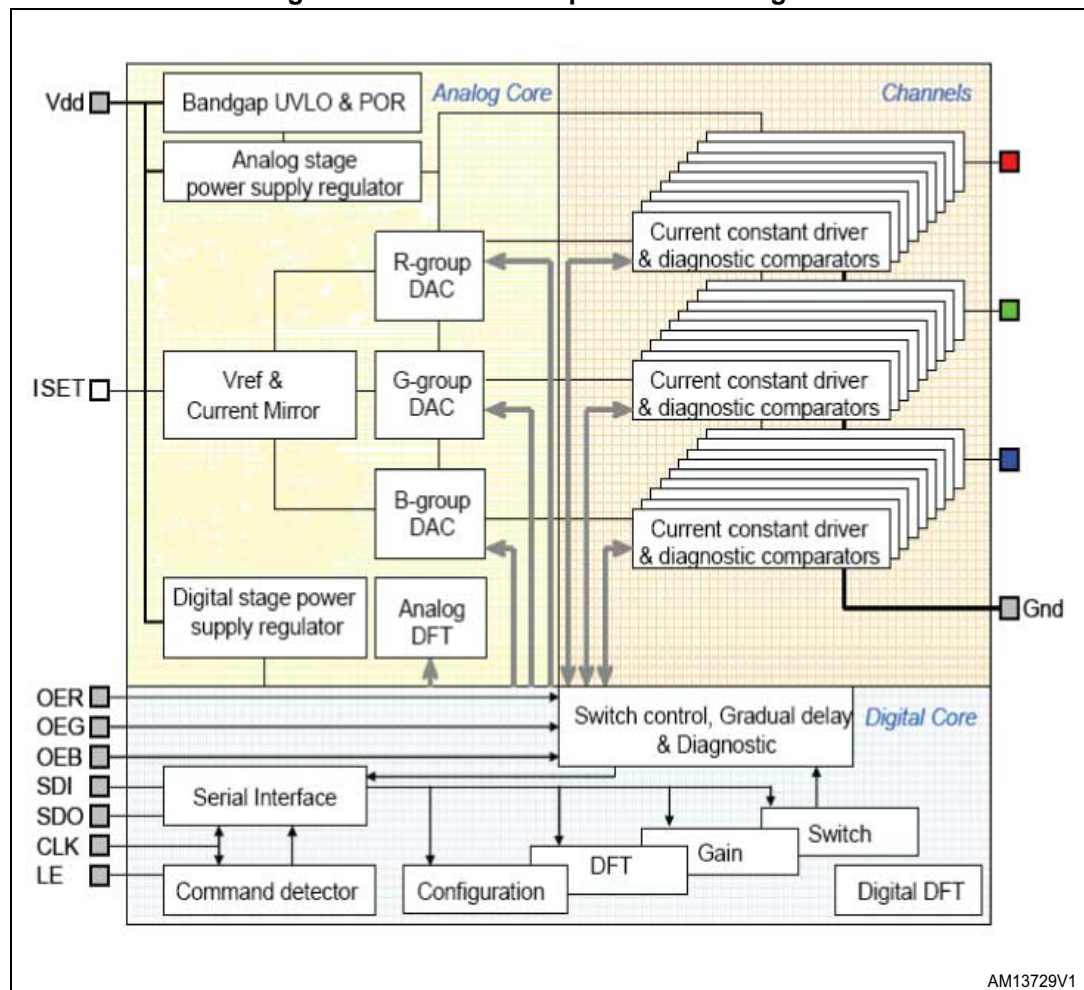 Vdd
Bandgap UVLO & POR
Analog Core
Channels
Analog stage
power supply regulator
R-group
DAC
Current constant driver
& diagnostic comparators
ISET
Vref &
Current Mirror
G-group
DAC
Current constant driver
& diagnostic comparators
B-group
DAC
Current constant driver
& diagnostic comparators
Digital stage power
supply regulator
Analog
DFT
Gnd
OER
OEG
OEB
SDI
SDO
CLK
LE
Switch control, Gradual delay
& Diagnostic
Digital Core
Serial Interface
Command detector
Configuration
DFT
Gain
Switch
Digital DFT
AM13729V1